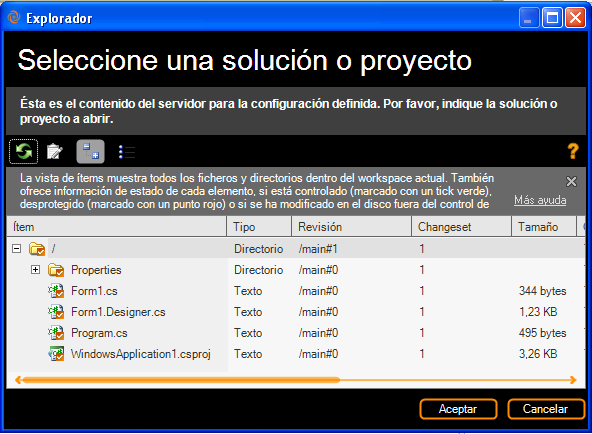 Explorador
Seleccione una solución o proyecto
Ésta es el contenido del servidor para la configuración definida. Por favor, indique la solución o
proyecto a abrir.
?
La vista de ítems muestra todos los ficheros y directorios dentro del workspace actual. También
ofrece información de estado de cada elemento, si está controlado (marcado con un tick verde),
desprotegido (marcado con un punto rojo) o si se ha modificado en el disco fuera del control de
Más ayuda
Ítem Tipo Revisión Changeset Tamaño
/ Directorio /main#1 1
Properties Directorio /main#0 1
Form1.cs Texto /main#0 1 344 bytes
Form1.Designer.cs Texto /main#0 1 1,23 KB
Program.cs Texto /main#0 1 495 bytes
WindowsApplication1.csproj Texto /main#0 1 3,26 KB
Aceptar Cancelar